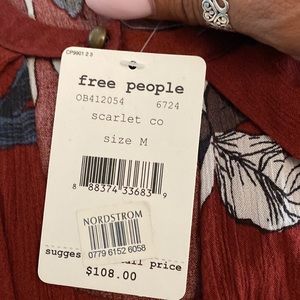 CP9901 2 3
free people
OB412054 6724
scarlet co
size M
8 88374 33683 9
NORDSTROM
0779 6152 6058
price
$108.00